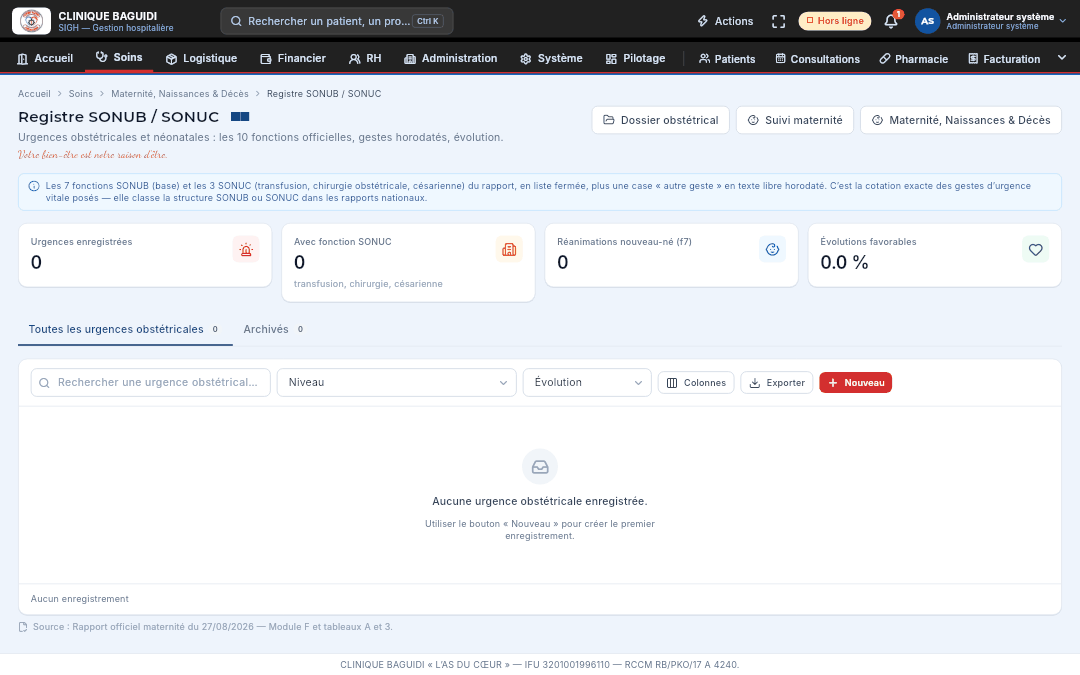 CLINIQUE BAGUIDI
SIGH — Gestion hospitalière
Rechercher un patient, un pro... Ctrl K
Actions
Hors ligne
1
AS
Administrateur système
Administrateur système
Accueil Soins Logistique Financier RH Administration Système Pilotage Patients Consultations Pharmacie Facturation
Accueil > Soins > Maternité, Naissances & Décès > Registre SONUB / SONUC
Registre SONUB / SONUC
Urgences obstétricales et néonatales : les 10 fonctions officielles, gestes horodatés, évolution.
Votre bien-être est notre raison d'être.
Dossier obstétrical Suivi maternité Maternité, Naissances & Décès
Les 7 fonctions SONUB (base) et les 3 SONUC (transfusion, chirurgie obstétricale, césarienne) du rapport, en liste fermée, plus une case « autre geste » en texte libre horodaté. C'est la cotation exacte des gestes d'urgence
vitale posés — elle classe la structure SONUB ou SONUC dans les rapports nationaux.
Urgences enregistrées
0
Avec fonction SONUC
0
transfusion, chirurgie, césarienne
Réanimations nouveau-né (f7)
0
Évolutions favorables
0.0 %
Toutes les urgences obstétricales 0 Archivés 0
Rechercher une urgence obstétrical... Niveau Évolution Colonnes Exporter + Nouveau
Aucune urgence obstétricale enregistrée.
Utiliser le bouton « Nouveau » pour créer le premier
enregistrement.
Aucun enregistrement
Source : Rapport officiel maternité du 27/08/2026 — Module F et tableaux A et 3.
CLINIQUE BAGUIDI « L'AS DU CŒUR » — IFU 3201001996110 — RCCM RB/PKO/17 A 4240.